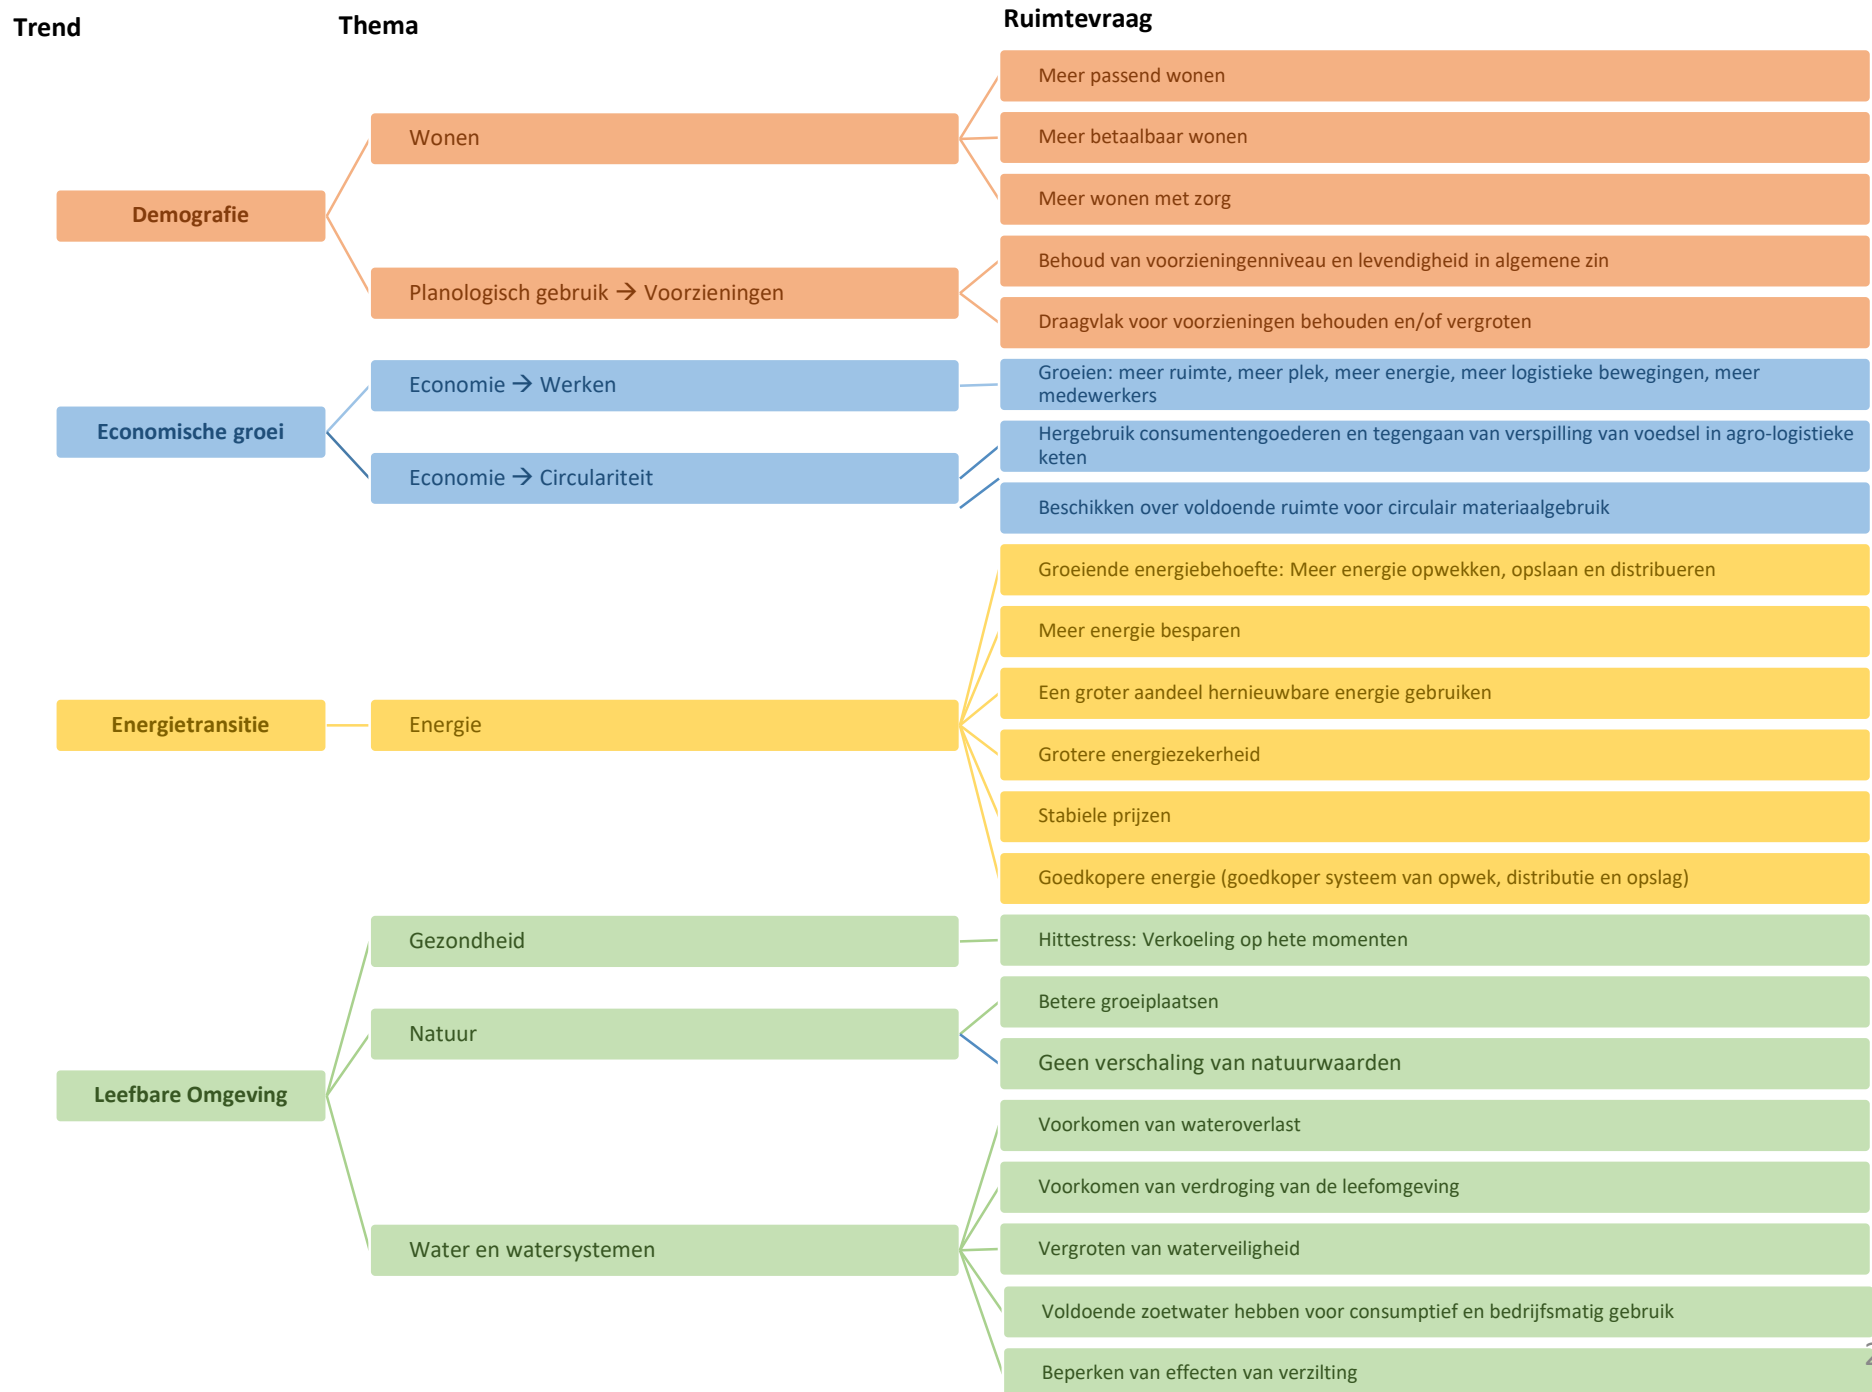 Trend
Thema
Ruimtevraag
Demografie
Wonen
Meer passend wonen
Meer betaalbaar wonen
Meer wonen met zorg
Planologisch gebruik → Voorzieningen
Behoud van voorzieningenniveau en levendigheid in algemene zin
Draagvlak voor voorzieningen behouden en/of vergroten
Economische groei
Economie → Werken
Groeien: meer ruimte, meer plek, meer energie, meer logistieke bewegingen, meer
medewerkers
Economie → Circulariteit
Hergebruik consumentengoederen en tegengaan van verspilling van voedsel in agro-logistieke
keten
Beschikken over voldoende ruimte voor circulair materiaalgebruik
Energietransitie
Energie
Groeiende energiebehoefte: Meer energie opwekken, opslaan en distribueren
Meer energie besparen
Een groter aandeel hernieuwbare energie gebruiken
Grotere energiezekerheid
Stabiele prijzen
Goedkopere energie (goedkoper systeem van opwek, distributie en opslag)
Leefbare Omgeving
Gezondheid
Hittestress: Verkoeling op hete momenten
Natuur
Betere groeiplaatsen
Geen verschaling van natuurwaarden
Water en watersystemen
Voorkomen van wateroverlast
Voorkomen van verdroging van de leefomgeving
Vergroten van waterveiligheid
Voldoende zoetwater hebben voor consumptief en bedrijfsmatig gebruik
Beperken van effecten van verzilting